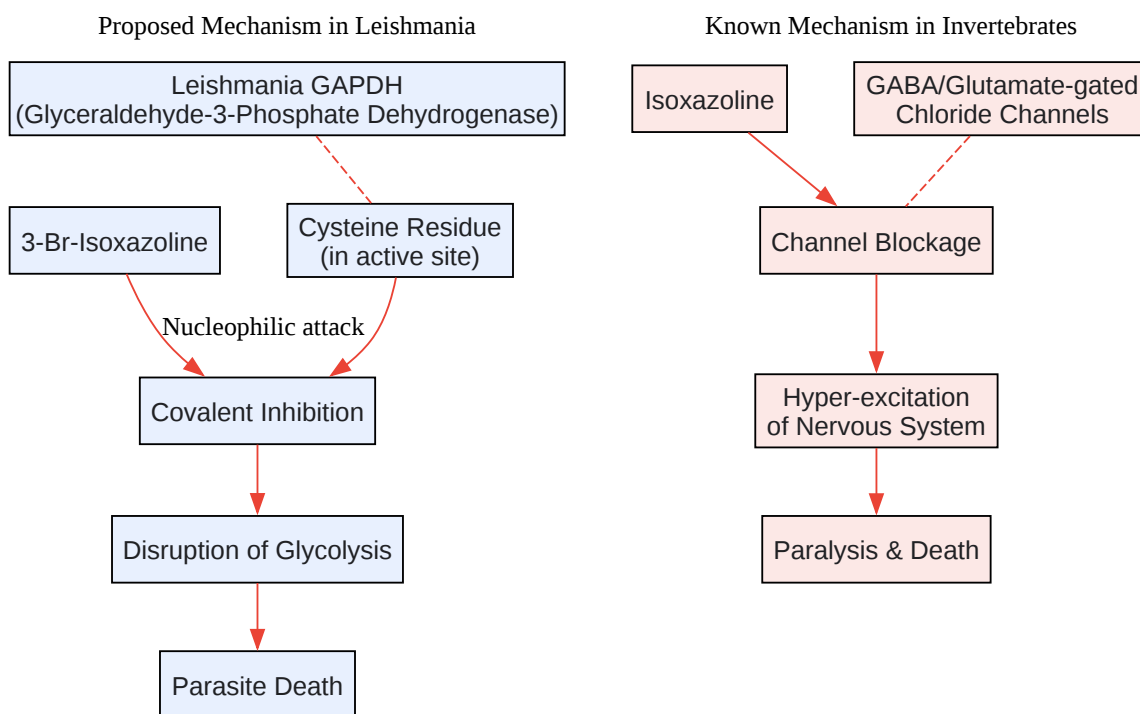 Proposed Mechanism in Leishmania
Leishmania GAPDH
(Glyceraldehyde-3-Phosphate Dehydrogenase)
3-Br-Isoxazoline
Cysteine Residue
(in active site)
Nucleophilic attack
Covalent Inhibition
Disruption of Glycolysis
Parasite Death
Known Mechanism in Invertebrates
Isoxazoline
GABA/Glutamate-gated
Chloride Channels
Channel Blockage
Hyper-excitation
of Nervous System
Paralysis & Death